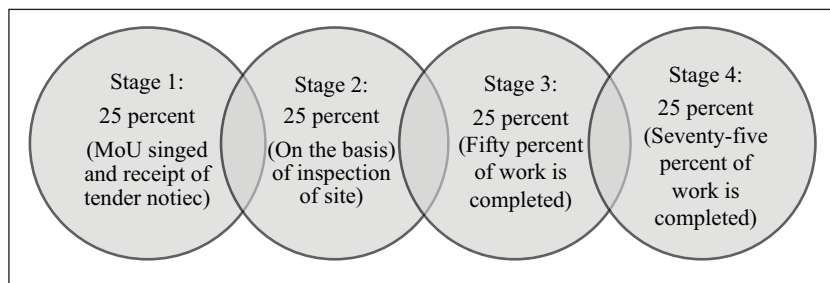 Stage 1:
25 percent
(MoU singed
and receipt of
tender notiec)
Stage 2:
25 percent
(On the basis)
of inspection
of site)
Stage 3:
25 percent
(Fifty percent
of work is
completed)
Stage 4:
25 percent
(Seventy-five
percent of
work is
completed)